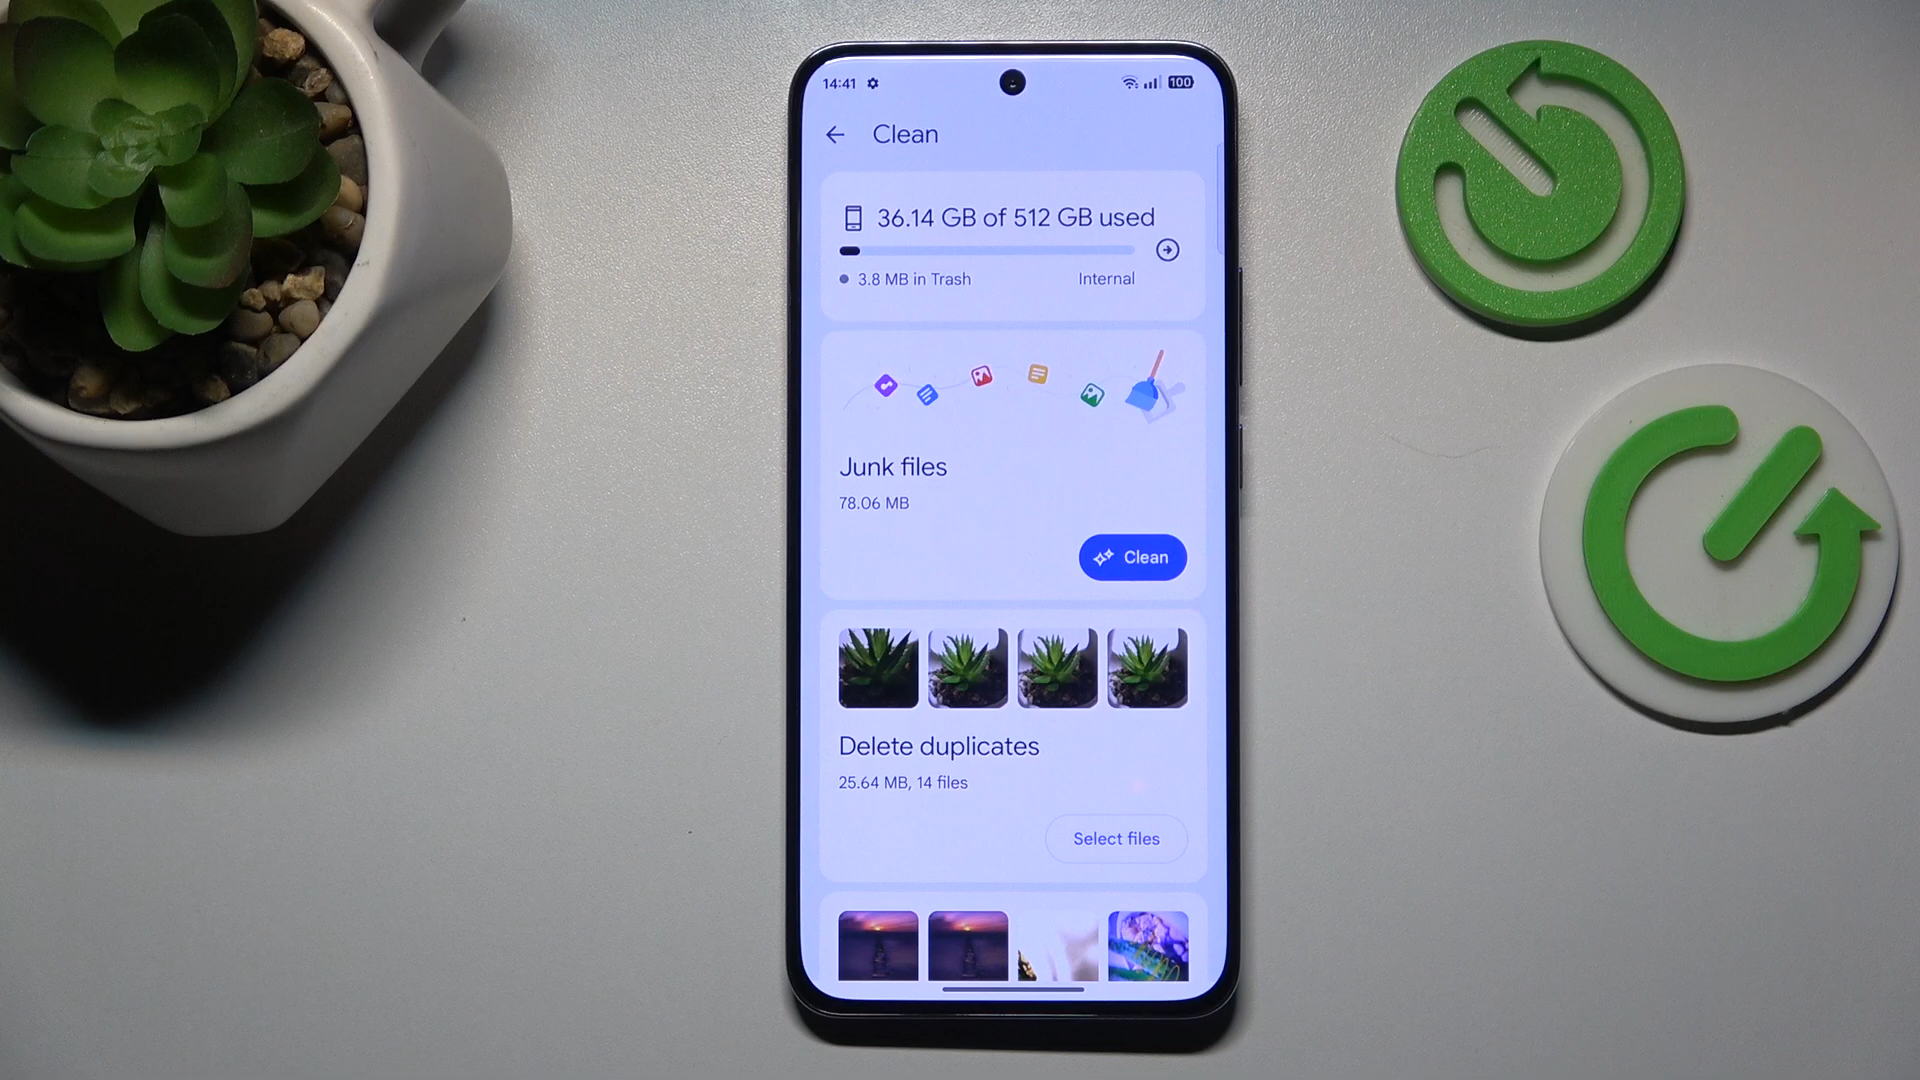 14:41
100
Clean
36.14 GB of 512 GB used
3.8 MB in Trash
Internal
Junk files
78.06 MB
Clean
Delete duplicates
25.64 MB, 14 files
Select files